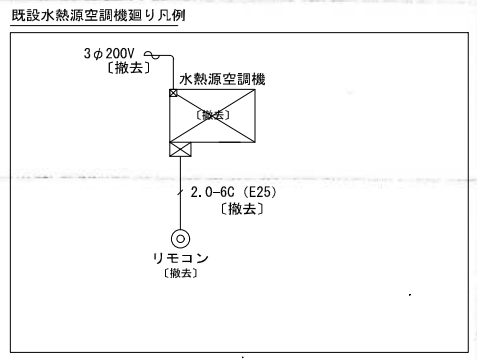 既設水熱源空調機廻り凡例
3φ200V
〔撤去〕
水熱源空調機
〔撤去〕
2.0-6C (E25)
〔撤去〕
リモコン
〔撤去〕